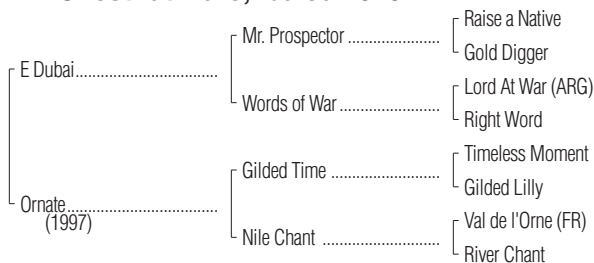 Raise a Native
Mr. Prospector
Gold Digger
E Dubai
Lord At War (ARG)
Words of War
Right Word
Timeless Moment
Gilded Time
Gilded Lilly
Ornate
(1997)
Val de l'Orne (FR)
Nile Chant
River Chant